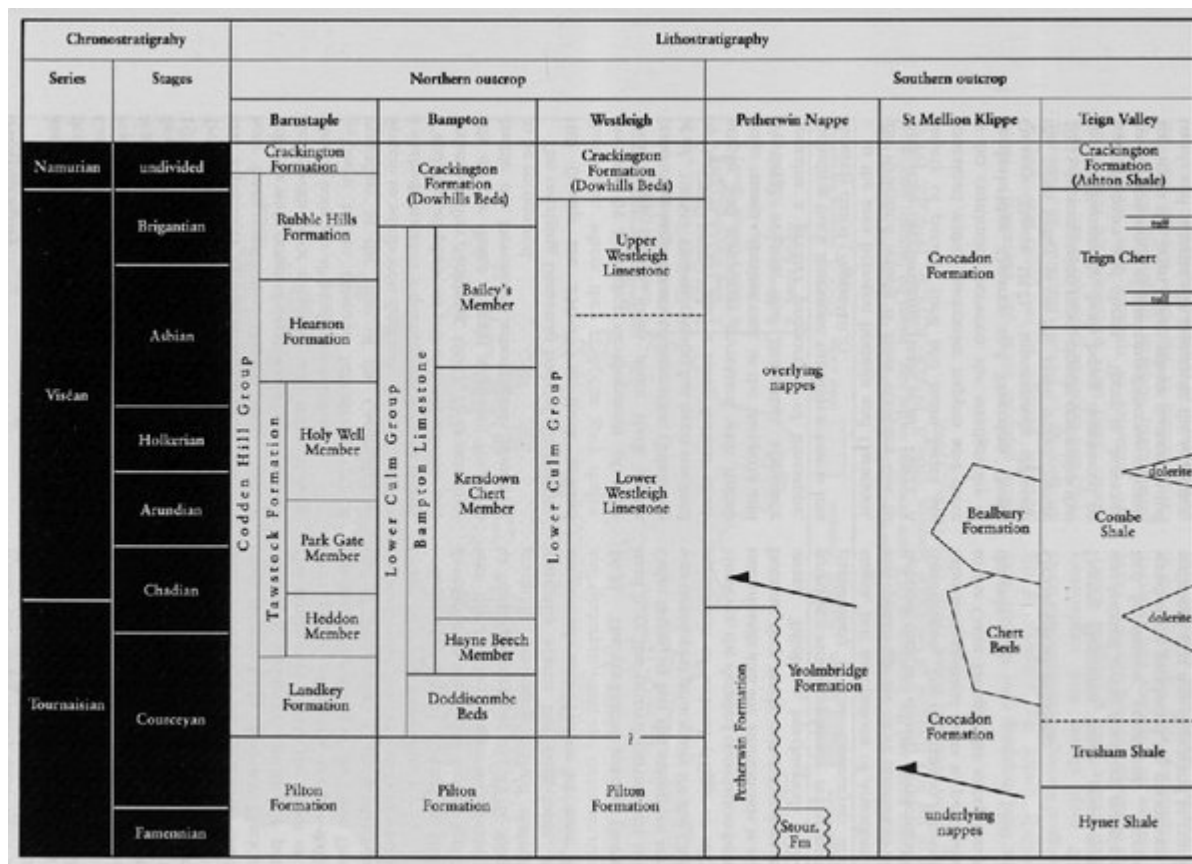 Chronostratigrahy
Lithostratigraphy
Series
Stages
Northern outcrop
Southern outcrop
Barnstaple
Bampton
Westleigh
Petherwin Nappe
St Mellion Klippe
Teign Valley
Namurian
Viséan
Tournaisian
undivided
Brigantian
Asbian
Holkerian
Arundian
Chadian
Courceyan
Famennian
Codden Hill Group
Crackington
Formation
Rubble Hills
Formation
Hearson
Formation
Tawstock Formation
Holy Well
Member
Park Gate
Member
Heddon
Member
Landkey
Formation
Pilton
Formation
Crackington
Formation
(Dowhills Beds)
Lower Culm Group
Bampton Limestone
Bailey's
Member
Kersdown
Chert
Member
Hayne Beech
Member
Doddiscombe
Beds
Pilton
Formation
Crackington
Formation
(Dowhills Beds)
Lower Culm Group
Upper
Westleigh
Limestone
Lower
Westleigh
Limestone
?
Pilton
Formation
overlying
nappes
Petherwin Formation
Yeolmbridge
Formation
Stour.
Fm
Crocadon
Formation
Bealbury
Formation
Chert
Beds
Crocadon
Formation
underlying
nappes
Crackington
Formation
(Ashton Shale)
tuff
Teign Chert
tuff
dolerite
Combe
Shale
dolerite
Trusham Shale
Hyner Shale